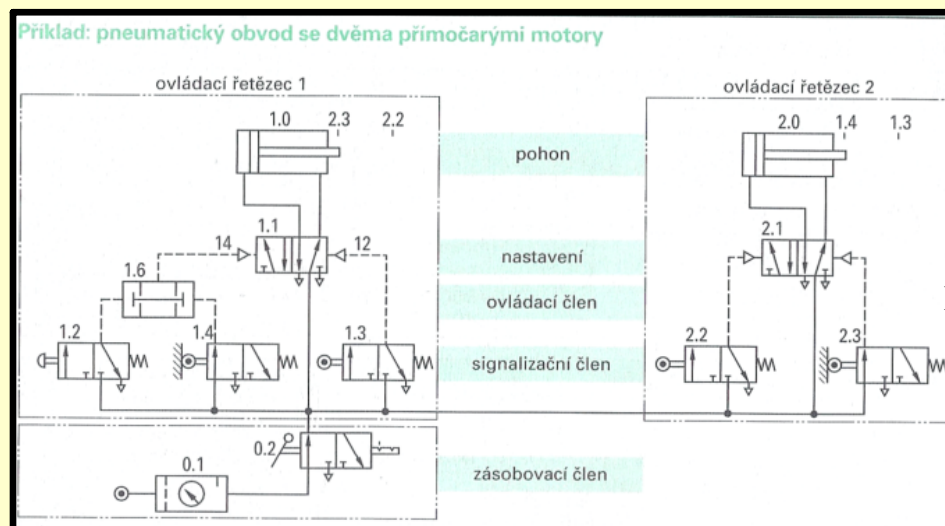 Příklad: pneumatický obvod se dvěma přímočarými motory
ovládací řetězec 1
ovládací řetězec 2
1.0 2.3 2.2
pohon
2.0 1.4 1.3
1.1
14 12
nastavení
2.1
1.6
ovládací člen
1.2 1.4 1.3
signalizační člen
2.2 2.3
0.2
0.1
zásobovací člen